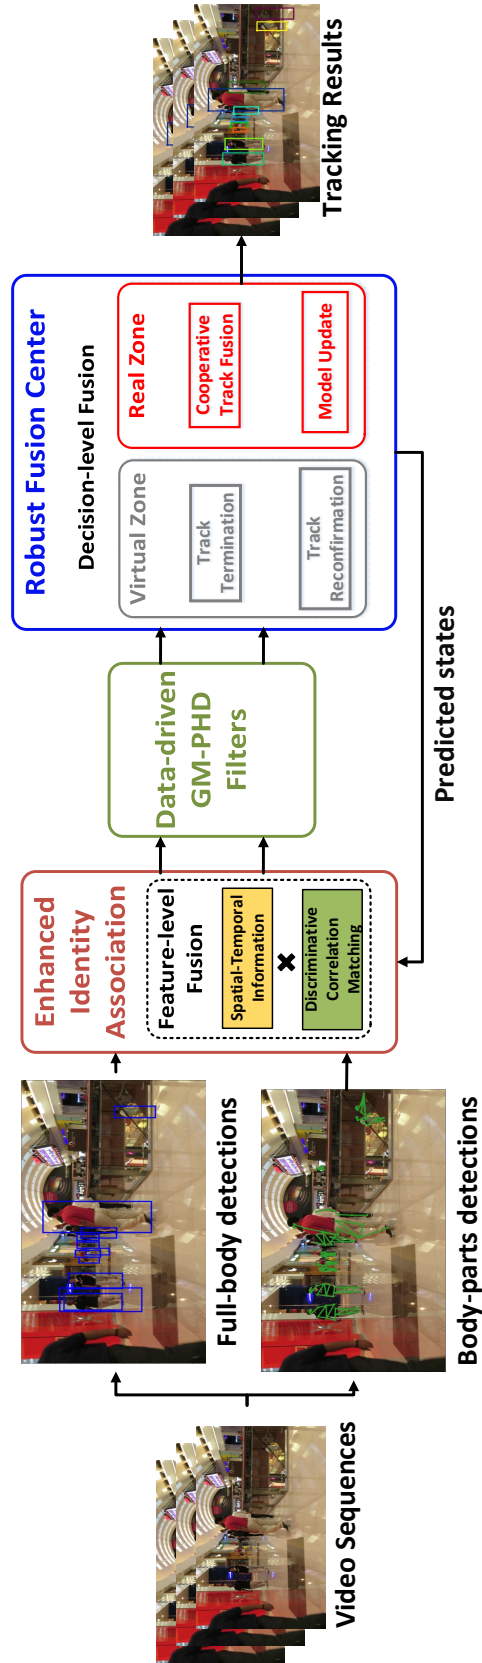 Video Sequences
Full-body detections
Body-parts detections
Enhanced
Identity
Association
Feature-level
Fusion
Spatial-Temporal
Information
Discriminative
Correlation
Matching
Data-driven
GM-PHD
Filters
Robust Fusion Center
Decision-level Fusion
Virtual Zone
Track
Termination
Track
Reconfirmation
Real Zone
Cooperative
Track Fusion
Model Update
Predicted states
Tracking Results